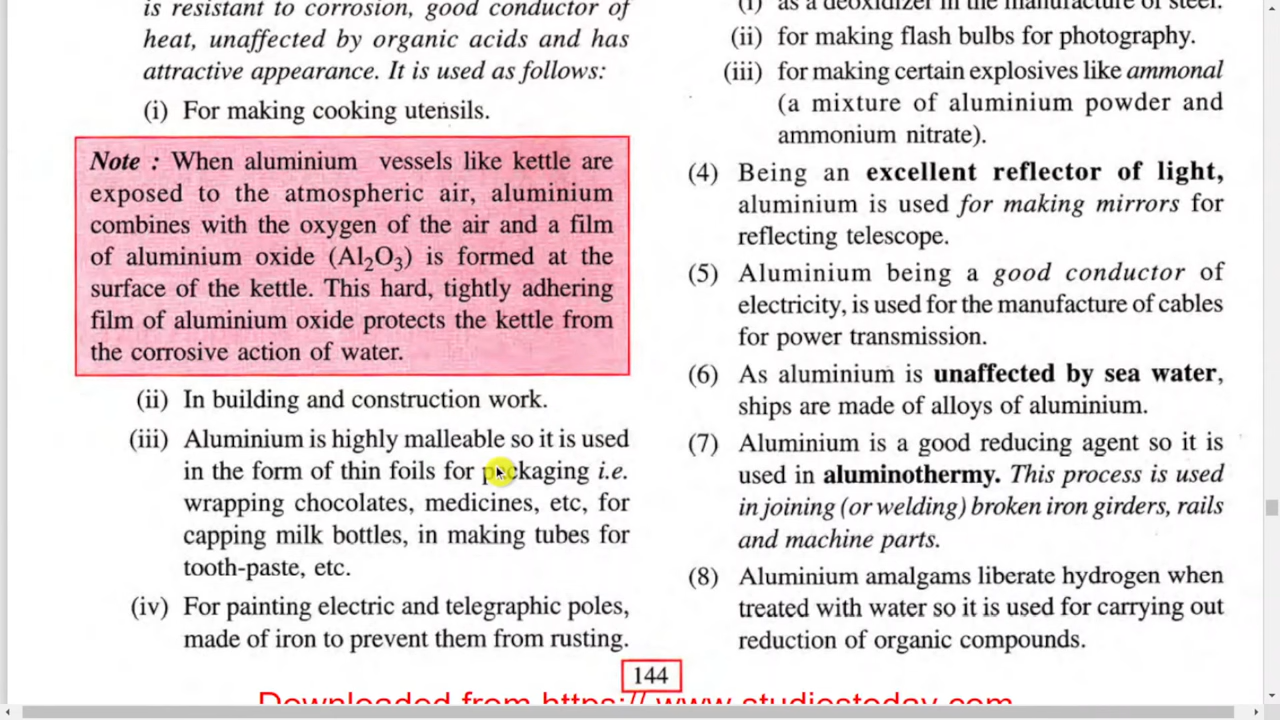 is resistant to corrosion, good conductor of
heat, unaffected by organic acids and has
attractive appearance. It is used as follows:
(i) For making cooking utensils.
Note : When aluminium vessels like kettle are
exposed to the atmospheric air, aluminium
combines with the oxygen of the air and a film
of aluminium oxide (Al₂O₃) is formed at the
surface of the kettle. This hard, tightly adhering
film of aluminium oxide protects the kettle from
the corrosive action of water.
(ii) In building and construction work.
(iii) Aluminium is highly malleable so it is used
in the form of thin foils for packaging i.e.
wrapping chocolates, medicines, etc, for
capping milk bottles, in making tubes for
tooth-paste, etc.
(iv) For painting electric and telegraphic poles,
made of iron to prevent them from rusting.
(i) as a deoxidizer in the manufacture of steel.
(ii) for making flash bulbs for photography.
(iii) for making certain explosives like ammonal
(a mixture of aluminium powder and
ammonium nitrate).
(4) Being an excellent reflector of light,
aluminium is used for making mirrors for
reflecting telescope.
(5) Aluminium being a good conductor of
electricity, is used for the manufacture of cables
for power transmission.
(6) As aluminium is unaffected by sea water,
ships are made of alloys of aluminium.
(7) Aluminium is a good reducing agent so it is
used in aluminothermy. This process is used
in joining (or welding) broken iron girders, rails
and machine parts.
(8) Aluminium amalgams liberate hydrogen when
treated with water so it is used for carrying out
reduction of organic compounds.
144
Downloaded from https:// www.studiestoday.com